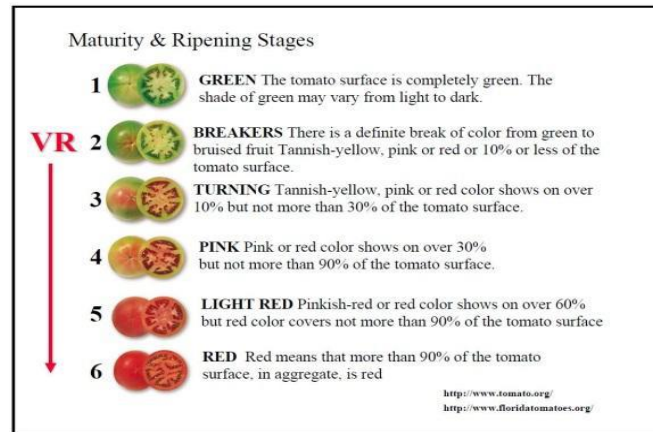 Maturity & Ripening Stages
1 GREEN The tomato surface is completely green. The
shade of green may vary from light to dark.
VR 2 BREAKERS There is a definite break of color from green to
bruised fruit Tannish-yellow, pink or red or 10% or less of the
tomato surface.
3 TURNING Tannish-yellow, pink or red color shows on over
10% but not more than 30% of the tomato surface.
4 PINK Pink or red color shows on over 30%
but not more than 90% of the tomato surface.
5 LIGHT RED Pinkish-red or red color shows on over 60%
but red color covers not more than 90% of the tomato surface
6 RED Red means that more than 90% of the tomato
surface, in aggregate, is red
http://www.tomato.org/
http://www.floridatomatoes.org/